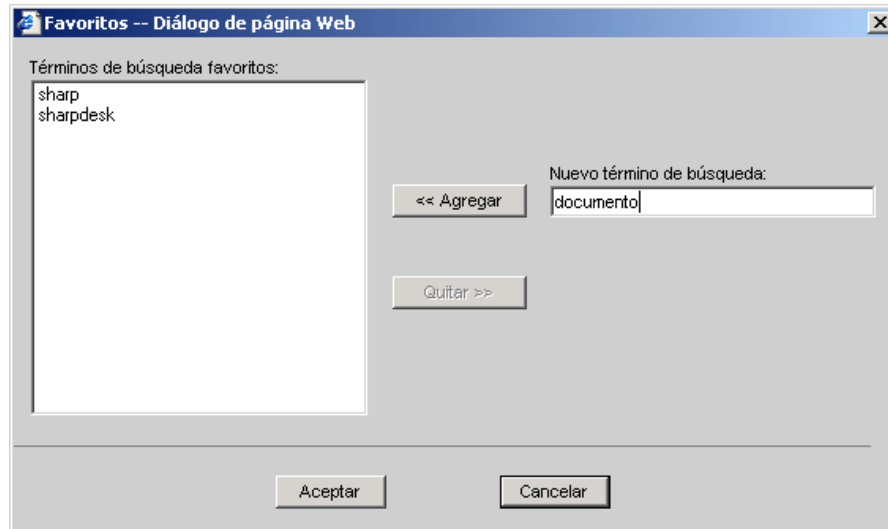 Favoritos -- Diálogo de página Web
Términos de búsqueda favoritos:
sharp
sharpdesk
Nuevo término de búsqueda:
<< Agregar
documento
Quitar >>
Aceptar
Cancelar